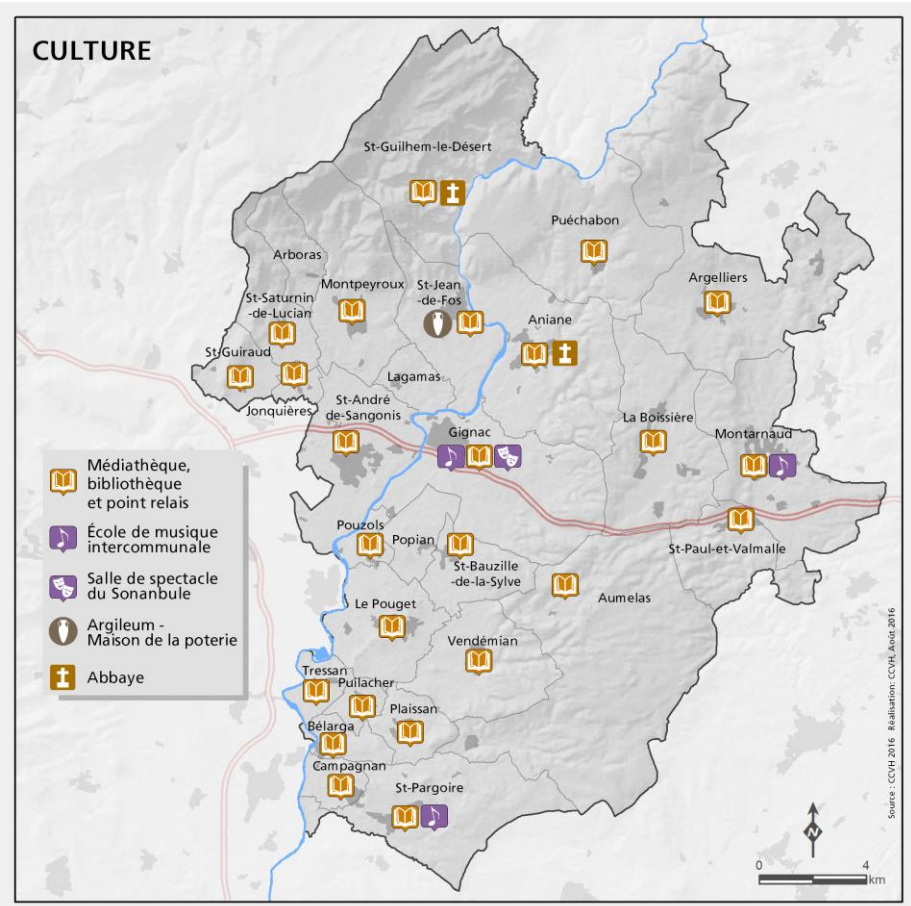 CULTURE
St-Guilhem-le-Désert
Puéchabon
Arboras
Argelliers
Montpeyroux
St-Jean
-de-Fos
St-Saturnin
-de-Lucian
Aniane
St-Guiraud
Lagamas
Jonquières
St-André
de-Sangonis
La Boissière
Gignac
Montarnaud
Médiathèque,
bibliothèque
et point relais
École de musique
intercommunale
Salle de spectacle
du Sonanbule
Argileum -
Maison de la poterie
Abbaye
Pouzols
Popian
St-Paul-et-Valmalle
St-Bauzille
-de-la-Sylve
Aumelas
Le Pouget
Vendémian
Tressan
Puilacher
Plaissan
Bélarga
Campagnan
St-Pargoire
Source : CCVH 2016 Réalisation: CCVH, Août 2016
N
0 4
km